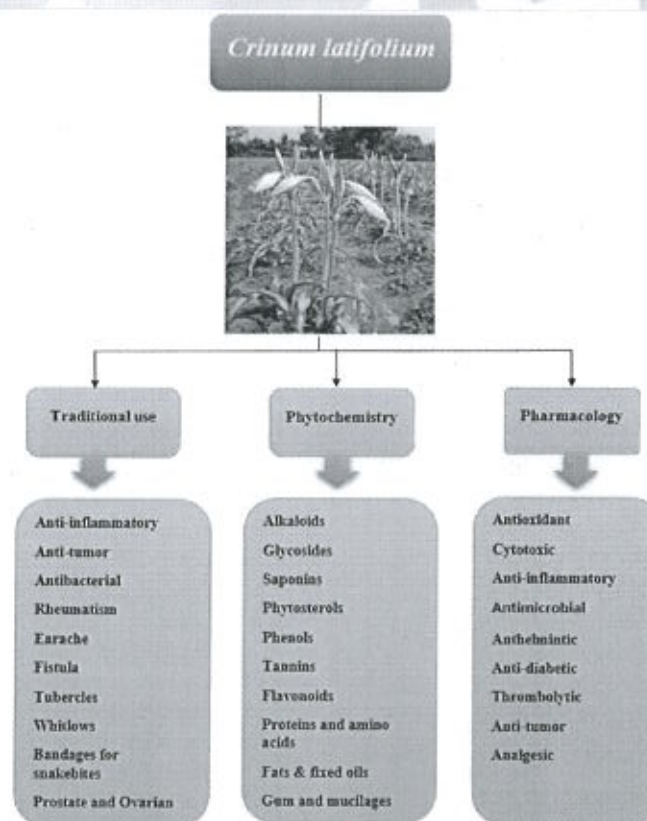 Crinum latifolium
Traditional use
Phytochemistry
Pharmacology
Anti-inflammatory
Anti-tumor
Antibacterial
Rheumatism
Earache
Fistula
Tubercles
Whitlows
Bandages for
snakebites
Prostate and Ovarian
Alkaloids
Glycosides
Saponins
Phytosterols
Phenols
Tannins
Flavonoids
Proteins and amino
acids
Fats & fixed oils
Gum and mucilages
Antioxidant
Cytotoxic
Anti-inflammatory
Antimicrobial
Anthelmintic
Anti-diabetic
Thrombolytic
Anti-tumor
Analgesic